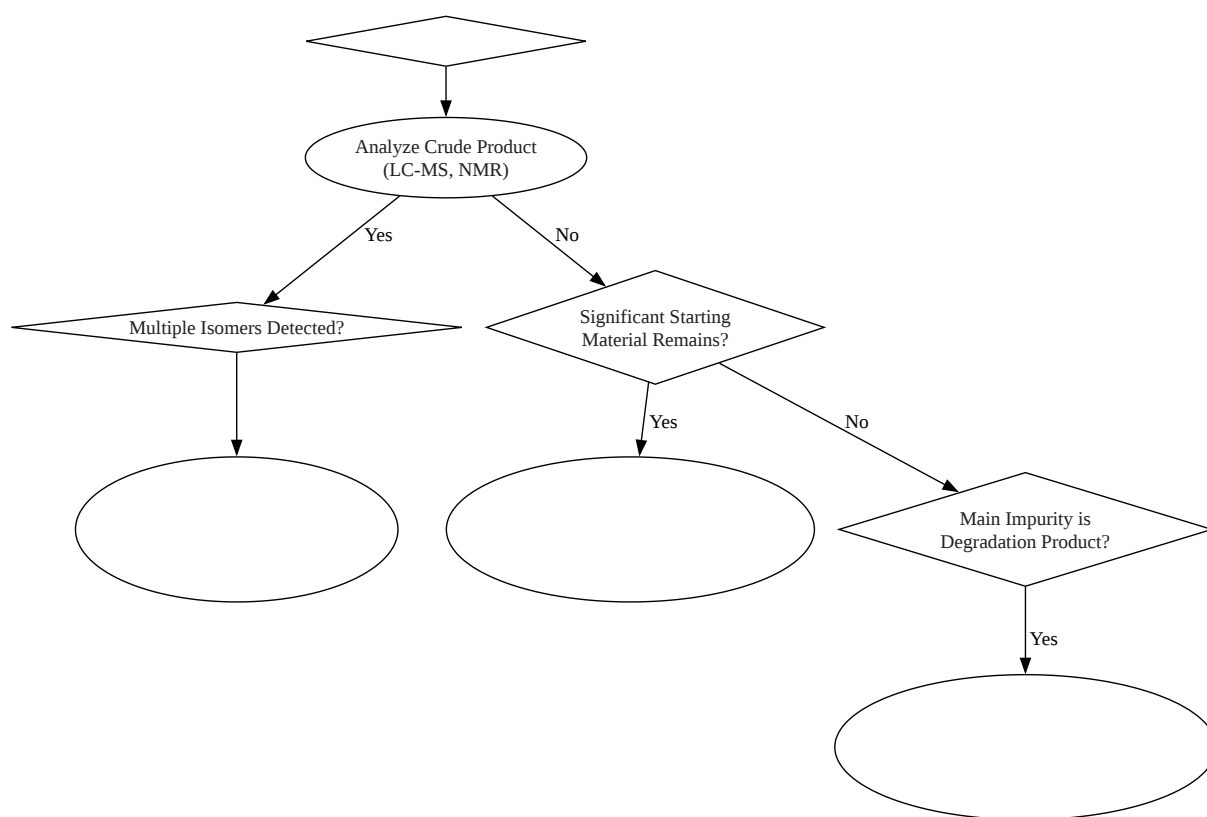 Analyze Crude Product
(LC-MS, NMR)
Yes
No
Multiple Isomers Detected?
Significant Starting
Material Remains?
Yes
No
Main Impurity is
Degradation Product?
Yes